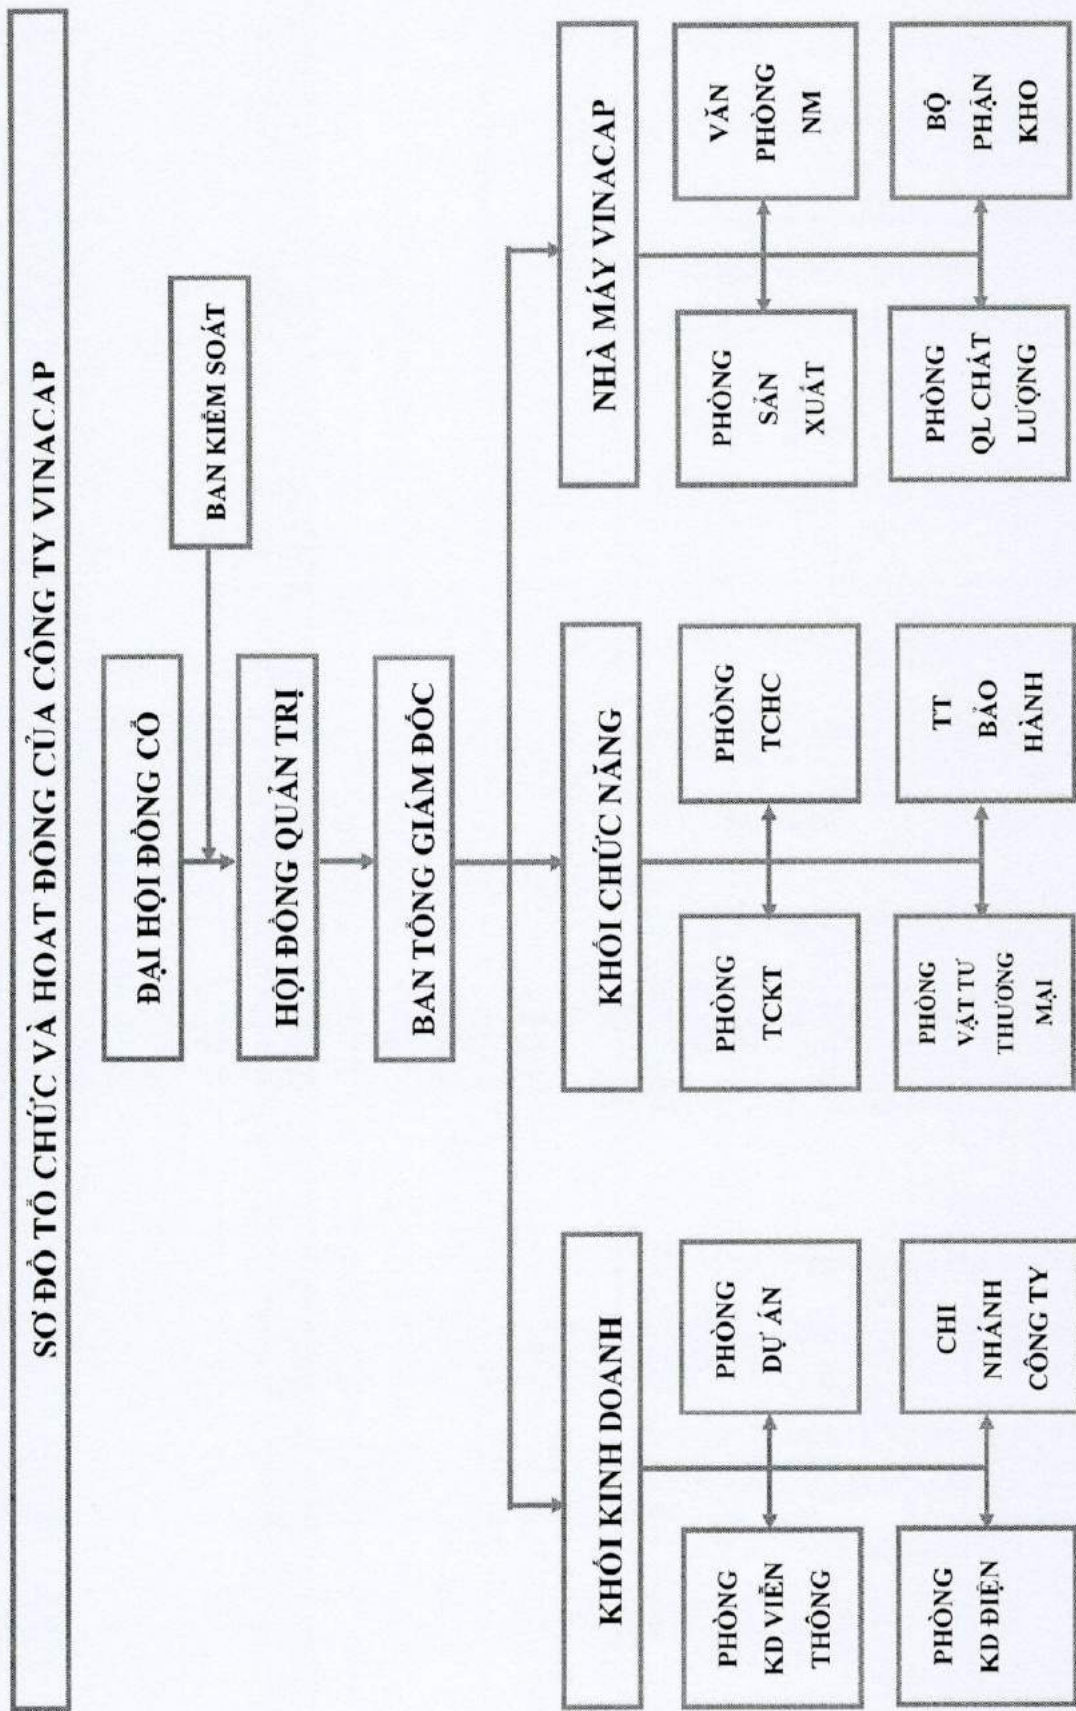 SƠ ĐỒ TỔ CHỨC VÀ HOẠT ĐỘNG CỦA CÔNG TY VINACAP
ĐẠI HỘI ĐỒNG CỔ
BAN KIỂM SOÁT
HỘI ĐỒNG QUẢN TRỊ
BAN TỔNG GIÁM ĐỐC
KHỐI KINH DOANH
KHỐI CHỨC NĂNG
NHÀ MÁY VINACAP
PHÒNG
KD VIỄN
THÔNG
PHÒNG
DỰ ÁN
PHÒNG
TCKT
PHÒNG
TCHC
PHÒNG
SẢN
XUẤT
VĂN
PHÒNG
NM
PHÒNG
KD ĐIỆN
CHI
NHÁNH
CÔNG TY
PHÒNG
VẬT TƯ
THƯƠNG
MẠI
TT
BẢO
HÀNH
PHÒNG
QL CHẤT
LƯỢNG
BỘ
PHẬN
KHO